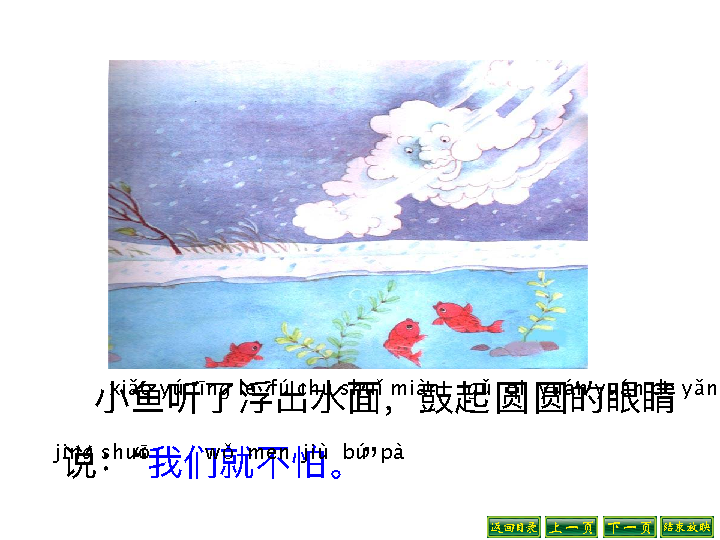 xiǎo yú tīng le fú chū shuǐ miàn gǔ qǐ yuán yuán de yǎn
小鱼听了浮出水面，鼓起圆圆的眼睛
jing shuō wǒ men jiù bú pà
说：“我们就不怕。”
返回目录 上一页 下一页 结束放映